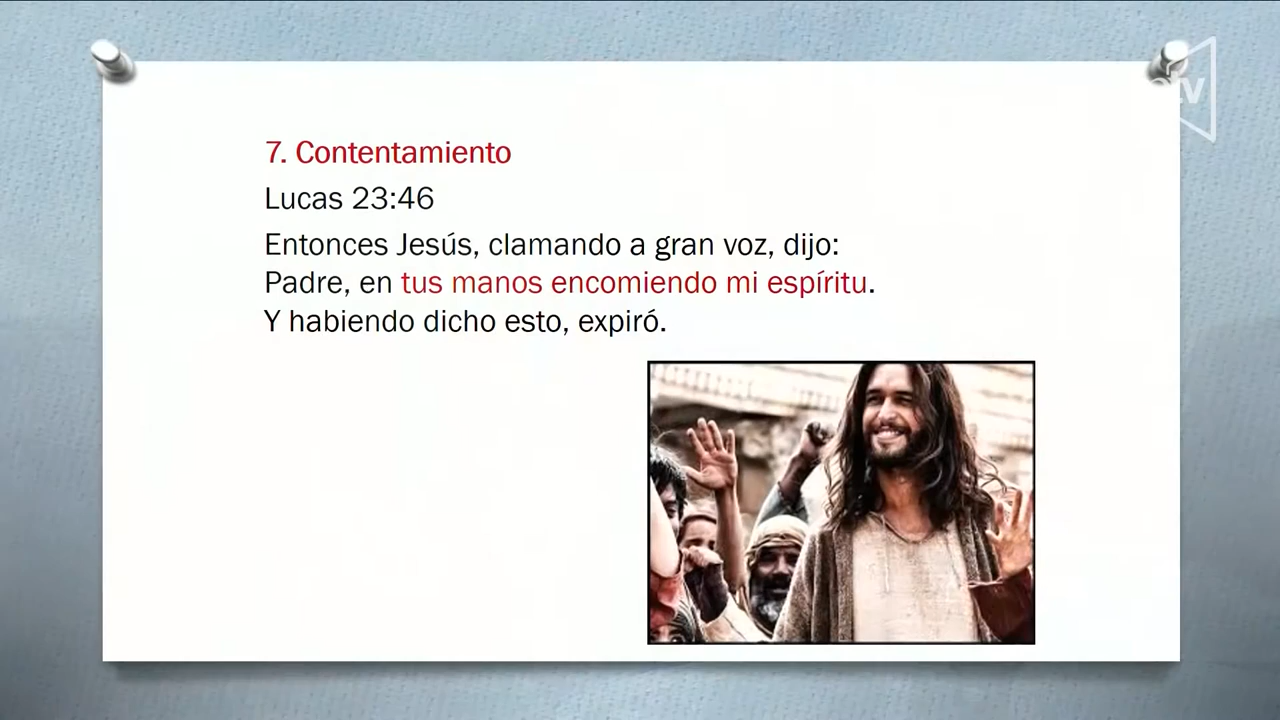 7. Contentamiento
Lucas 23:46
Entonces Jesús, clamando a gran voz, dijo:
Padre, en tus manos encomiendo mi espíritu.
Y habiendo dicho esto, expiró.